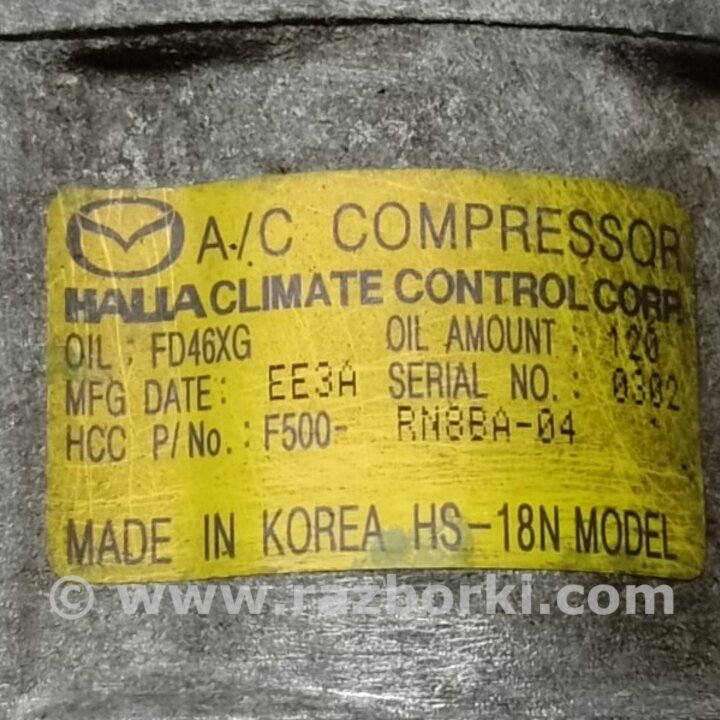 A/C COMPRESSOR
HALLA CLIMATE CONTROL CORP.
OIL : FD46XG OIL AMOUNT : 120
MFG DATE : EE3A SERIAL NO. : 0302
HCC P/No. : F500- RN8BA-04
MADE IN KOREA HS-18N MODEL
© www.razborki.com